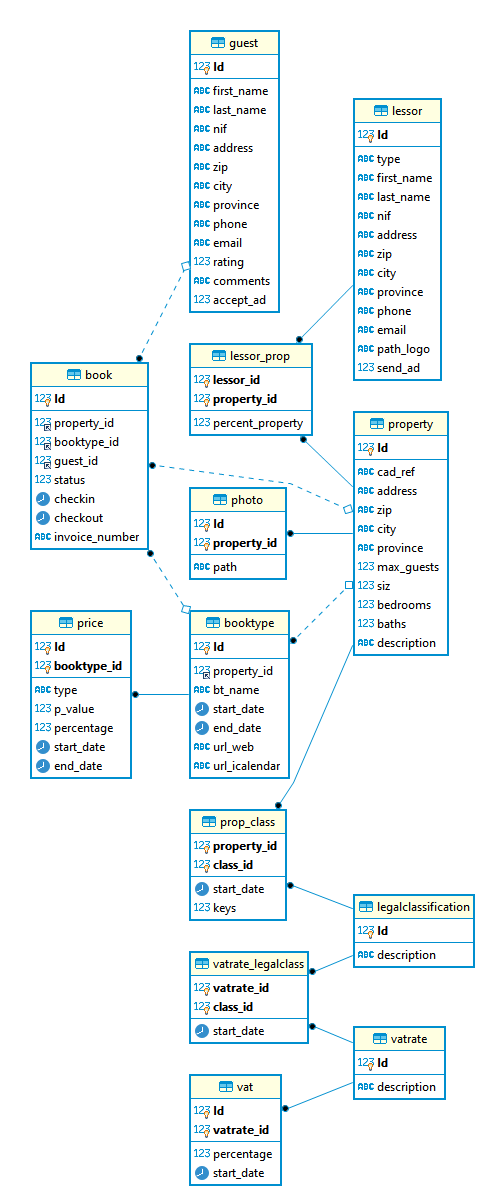 guest
123 Id
ABC first_name
ABC last_name
ABC nif
ABC address
ABC zip
ABC city
ABC province
ABC phone
ABC email
123 rating
ABC comments
123 accept_ad
lessor
123 Id
ABC type
ABC first_name
ABC last_name
ABC nif
ABC address
ABC zip
ABC city
ABC province
ABC phone
ABC email
ABC path_logo
123 send_ad
lessor_prop
123 lessor_id
123 property_id
123 percent_property
book
123 Id
123 property_id
123 booktype_id
123 guest_id
123 status
checkin
checkout
ABC invoice_number
property
123 Id
ABC cad_ref
ABC address
ABC zip
ABC city
ABC province
123 max_guests
123 siz
123 bedrooms
123 baths
ABC description
photo
123 Id
123 property_id
ABC path
price
123 Id
123 booktype_id
ABC type
123 p_value
123 percentage
start_date
end_date
booktype
123 Id
123 property_id
ABC bt_name
start_date
end_date
ABC url_web
ABC url_icalendar
prop_class
123 property_id
123 class_id
start_date
123 keys
legalclassification
123 Id
ABC description
vatrate_legalclass
123 vatrate_id
123 class_id
start_date
vatrate
123 Id
ABC description
vat
123 Id
123 vatrate_id
123 percentage
start_date